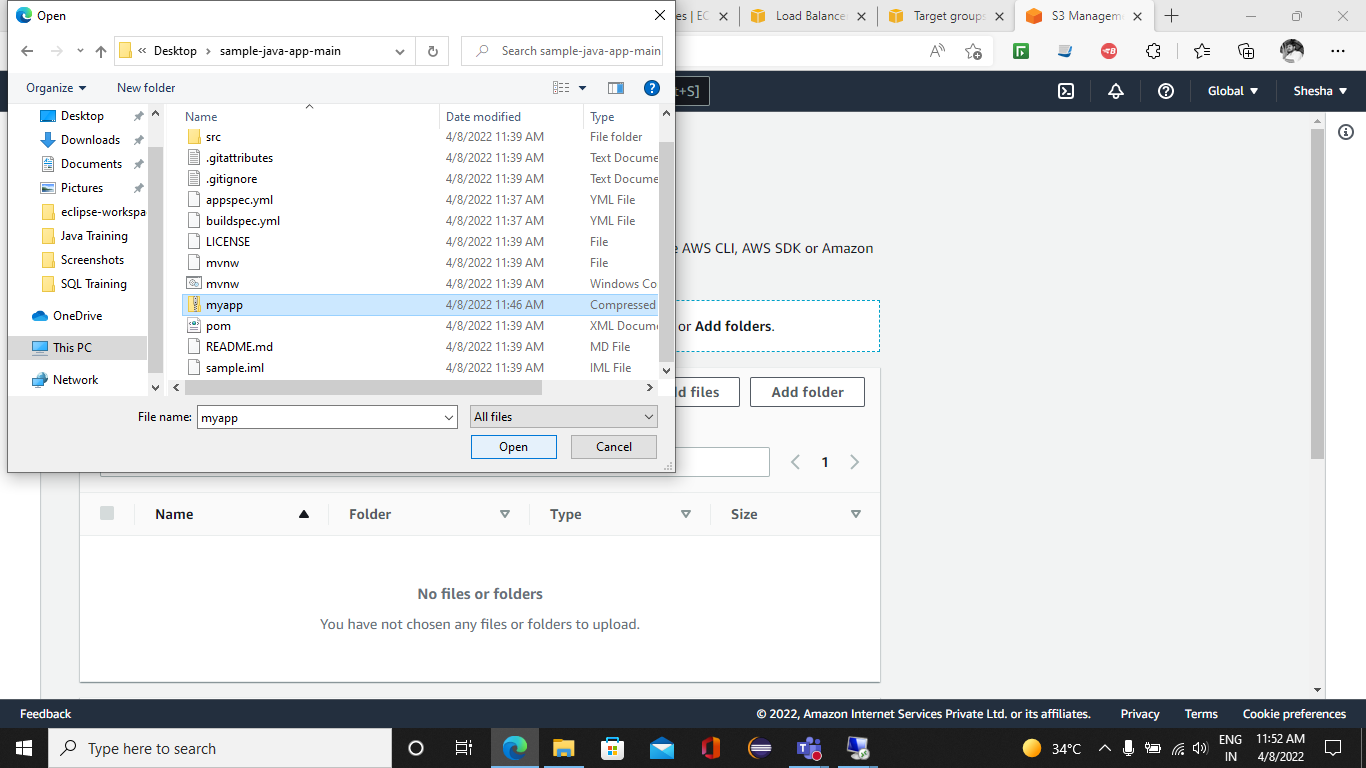 Open
es | EC
Load Balance
Target groups
S3 Managem
Desktop
sample-java-app-main
Search sample-java-app-main
Organize
New folder
t+S]
Global
Shesha
Desktop
Downloads
Documents
Pictures
eclipse-workspa
Java Training
Screenshots
SQL Training
OneDrive
This PC
Network
Name Date modified Type
src 4/8/2022 11:39 AM File folder
.gitattributes 4/8/2022 11:39 AM Text Docume
.gitignore 4/8/2022 11:39 AM Text Docume
appspec.yml 4/8/2022 11:37 AM YML File
buildspec.yml 4/8/2022 11:37 AM YML File
LICENSE 4/8/2022 11:39 AM File
mvnw 4/8/2022 11:39 AM File
mvnw 4/8/2022 11:39 AM Windows Co
myapp 4/8/2022 11:46 AM Compressed
pom 4/8/2022 11:39 AM XML Docum
README.md 4/8/2022 11:39 AM MD File
sample.iml 4/8/2022 11:39 AM IML File
File name: myapp All files
Open Cancel
e AWS CLI, AWS SDK or Amazon
or Add folders.
dd files
Add folder
1
Name Folder Type Size
No files or folders
You have not chosen any files or folders to upload.
Feedback
© 2022, Amazon Internet Services Private Ltd. or its affiliates.
Privacy Terms Cookie preferences
Type here to search
34°C
ENG
IN
11:52 AM
4/8/2022